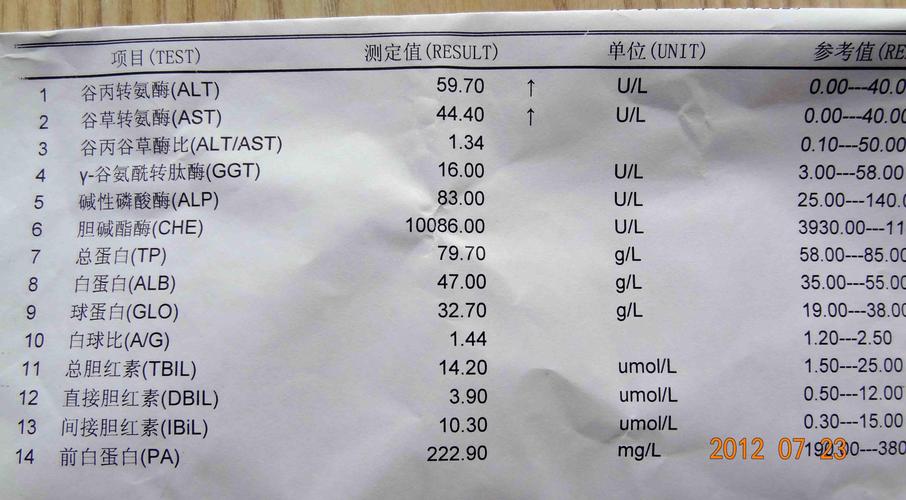 项目(TEST) 测定值(RESULT) 单位(UNIT) 参考值(RE
1 谷丙转氨酶(ALT) 59.70 ↑ U/L 0.00---40.0
2 谷草转氨酶(AST) 44.40 ↑ U/L 0.00---40.00
3 谷丙谷草酶比(ALT/AST) 1.34 0.10---50.00
4 γ-谷氨酰转肽酶(GGT) 16.00 U/L 3.00---58.00
5 碱性磷酸酶(ALP) 83.00 U/L 25.00---140.0
6 胆碱酯酶(CHE) 10086.00 U/L 3930.00---11
7 总蛋白(TP) 79.70 g/L 58.00---85.00
8 白蛋白(ALB) 47.00 g/L 35.00---55.00
9 球蛋白(GLO) 32.70 g/L 19.00---38.00
10 白球比(A/G) 1.44 1.20---2.50
11 总胆红素(TBIL) 14.20 umol/L 1.50---25.00
12 直接胆红素(DBIL) 3.90 umol/L 0.50---12.00
13 间接胆红素(IBiL) 10.30 umol/L 0.30---15.00
14 前白蛋白(PA) 222.90 mg/L 190.00---380
2012 07 23